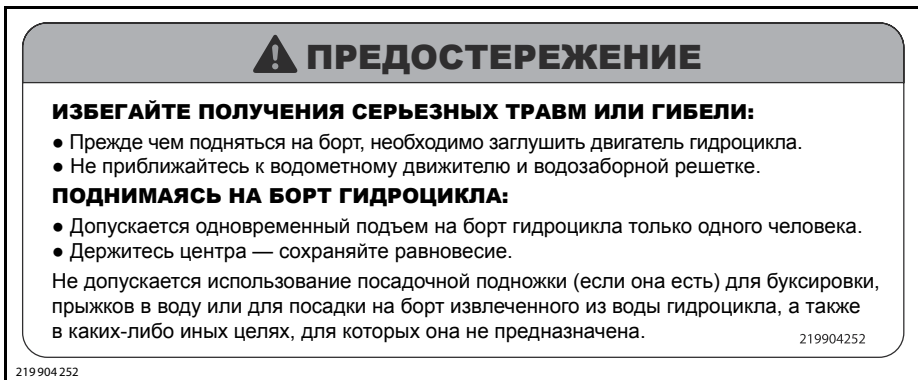 ПРЕДОСТЕРЕЖЕНИЕ
ИЗБЕГАЙТЕ ПОЛУЧЕНИЯ СЕРЬЕЗНЫХ ТРАВМ ИЛИ ГИБЕЛИ:
● Прежде чем подняться на борт, необходимо заглушить двигатель гидроцикла.
● Не приближайтесь к водометному движителю и водозаборной решетке.
ПОДНИМАЯСЬ НА БОРТ ГИДРОЦИКЛА:
● Допускается одновременный подъем на борт гидроцикла только одного человека.
● Держитесь центра — сохраняйте равновесие.
Не допускается использование посадочной подножки (если она есть) для буксировки,
прыжков в воду или для посадки на борт извлеченного из воды гидроцикла, а также
в каких-либо иных целях, для которых она не предназначена.
219904252
219 904 252